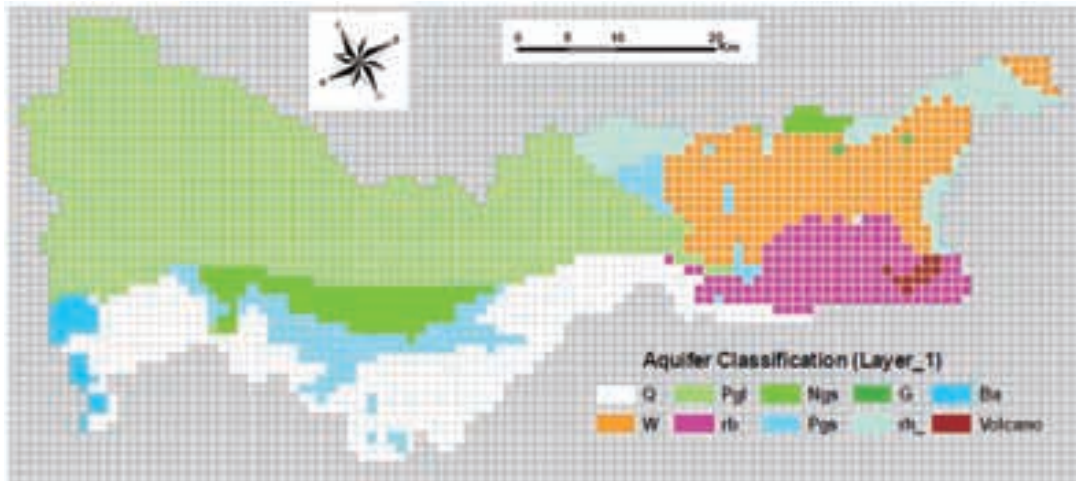 0 5 10 20
Km
Aquifer Classification (Layer_1)
Q Pgl Ngs G Ba
W rb Pgs rh_ Volcano